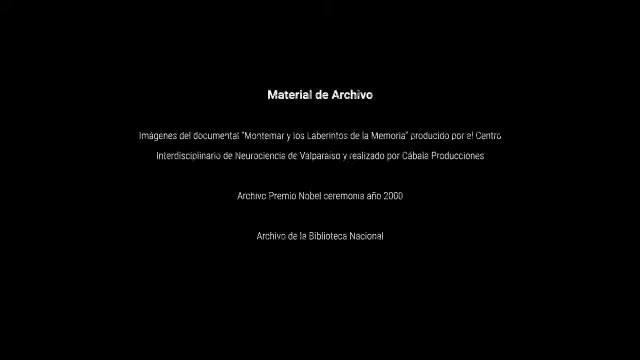 Material de Archivo
Imágenes del documental "Montemar y los Laberintos de la Memoria" producido por el Centro
Interdisciplinario de Neurociencia de Valparaíso y realizado por Cábala Producciones
Archivo Premio Nobel ceremonia año 2000
Archivo de la Biblioteca Nacional